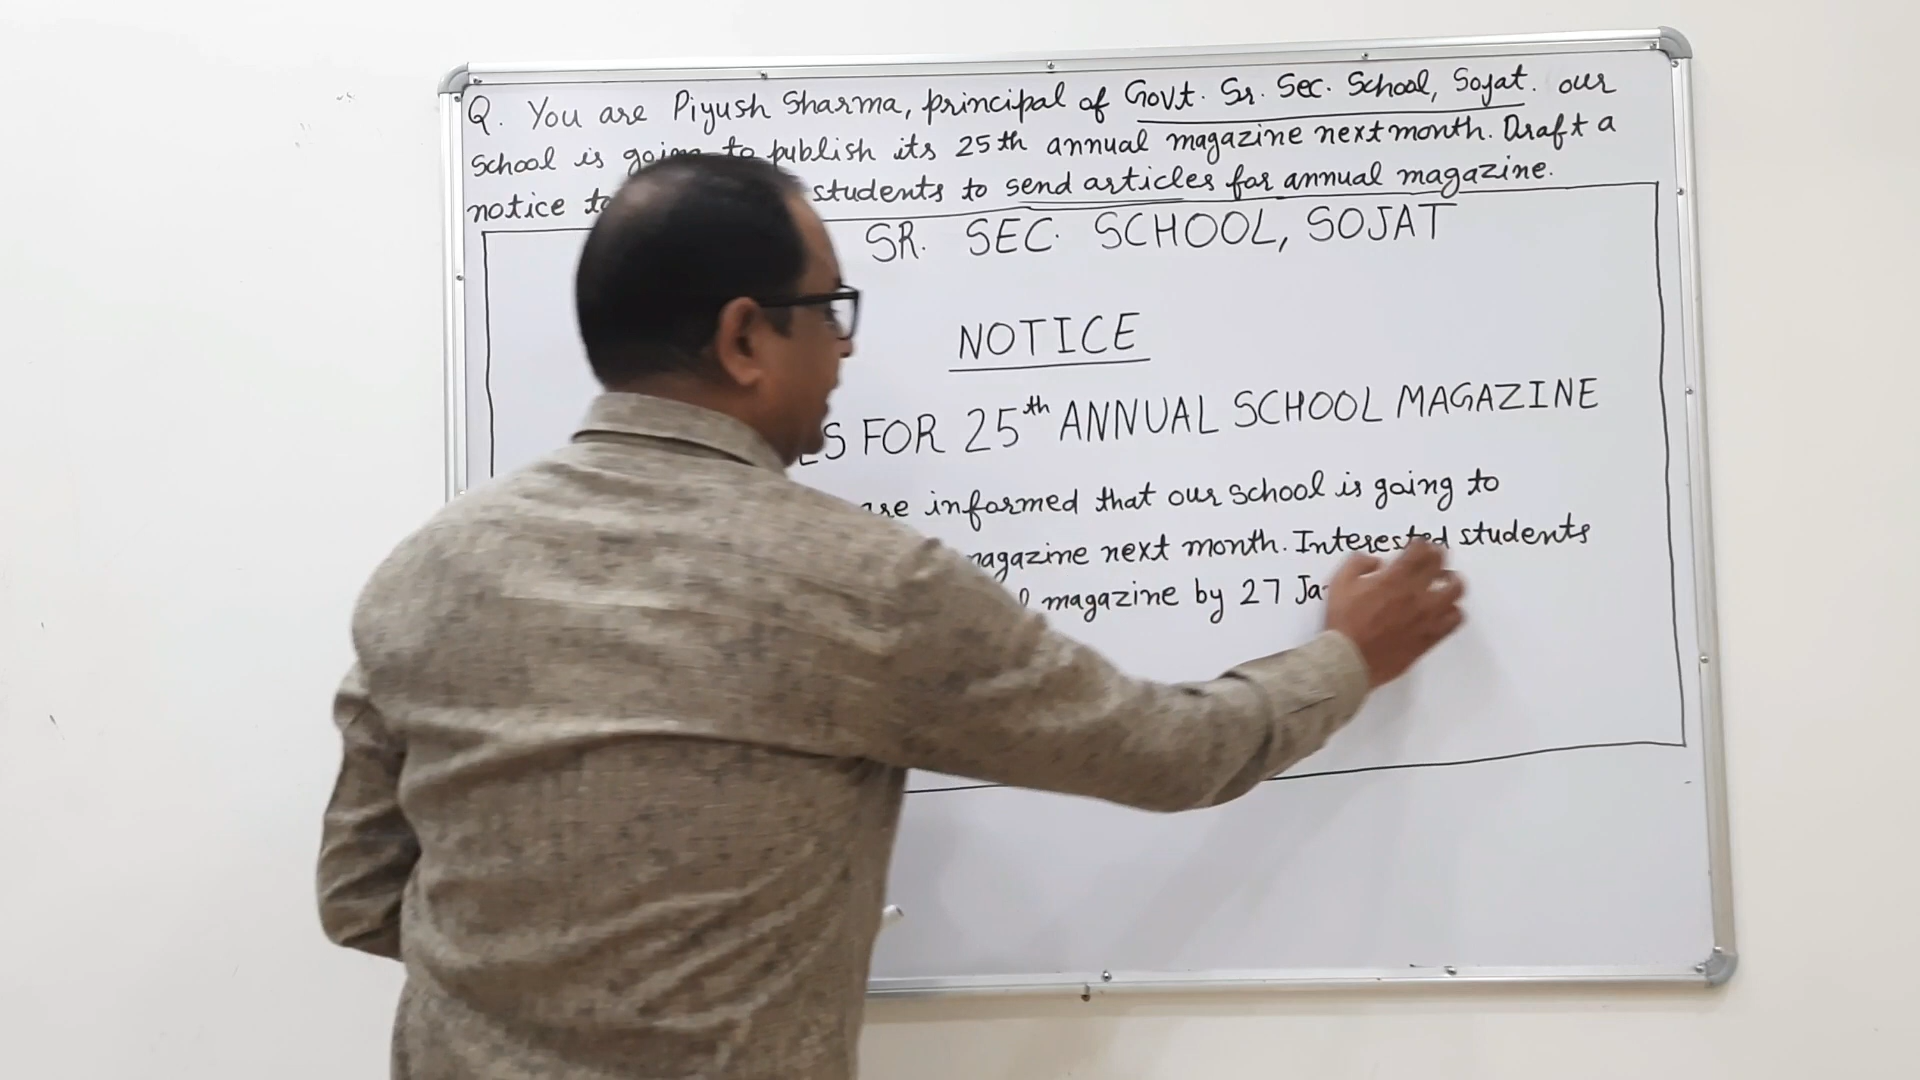 Q. You are Piyush Sharma, principal of Govt. Sr. Sec. School, Sojat. our
school is going to publish its 25th annual magazine next month. Draft a
notice to students to send articles for annual magazine.
SR. SEC. SCHOOL, SOJAT
NOTICE
FOR 25th ANNUAL SCHOOL MAGAZINE
are informed that our school is going to
magazine next month. Interested students
magazine by 27